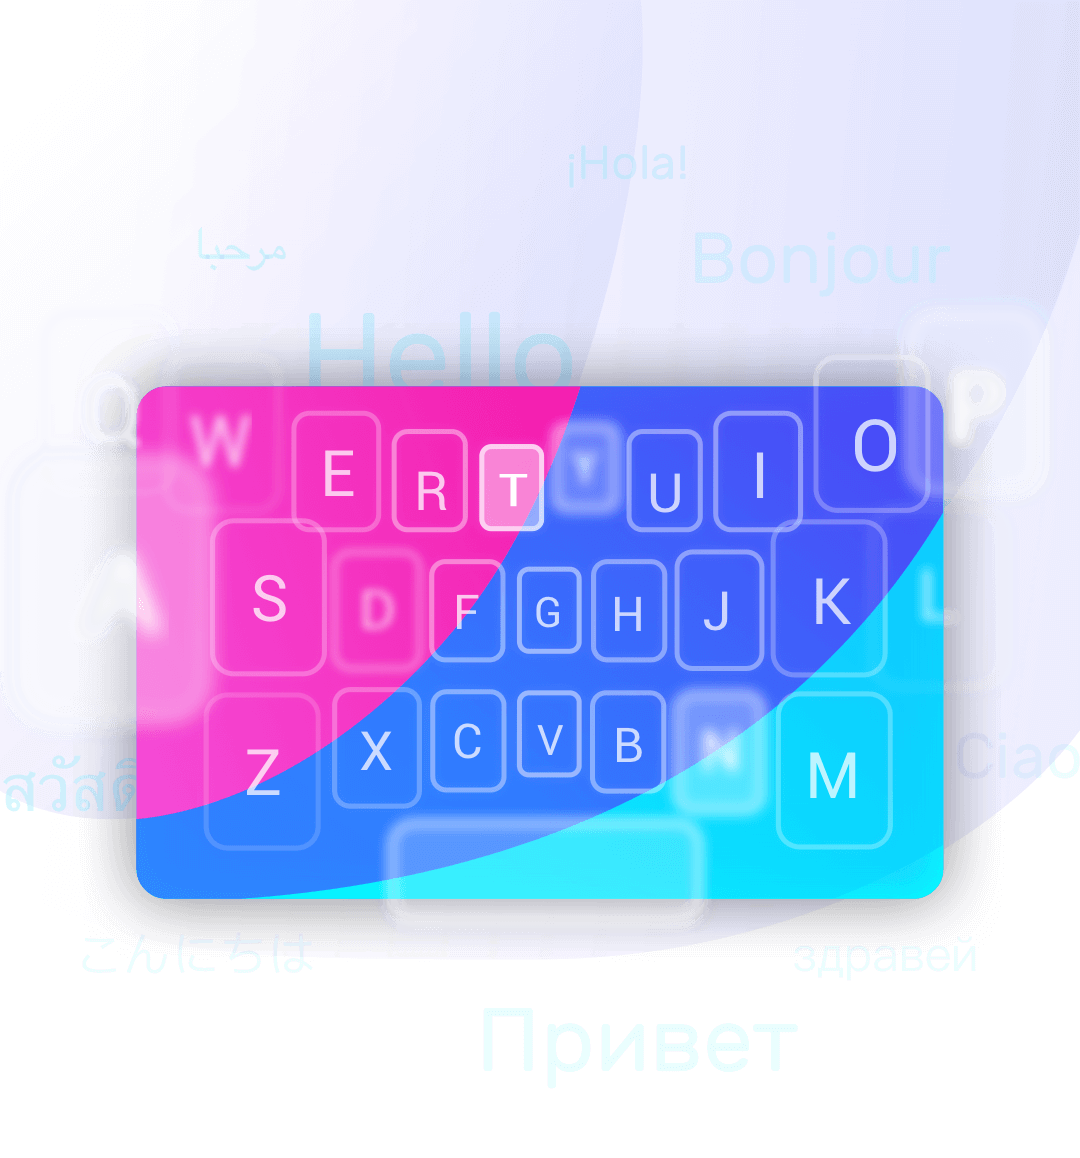 ¡Hola!
مرحبا
Bonjour
Hello
Q W E R T Y U I O P
A S D F G H J K L
Z X C V B N M
สวัสดี
Ciao
こんにちは
здравей
Привет